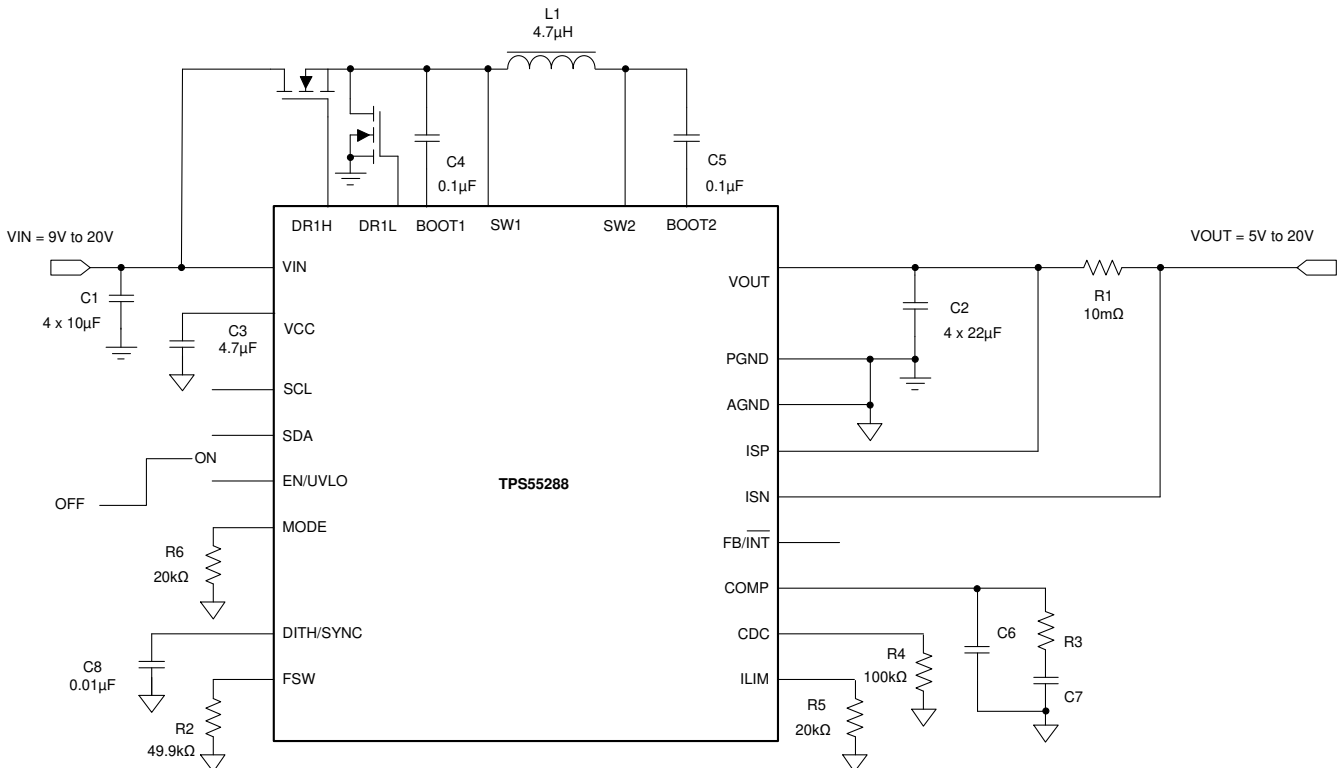 L1
4.7µH
C4
0.1µF
C5
0.1µF
DR1H
DR1L
BOOT1
SW1
SW2
BOOT2
VIN = 9V to 20V
VOUT = 5V to 20V
VIN
C1
4 x 10µF
VOUT
R1
10mΩ
C2
4 x 22µF
C3
4.7µF
VCC
PGND
SCL
AGND
SDA
ISP
ON
OFF
EN/UVLO
TPS55288
ISN
MODE
R6
20kΩ
FB/INT
COMP
DITH/SYNC
CDC
C6
R3
C8
0.01µF
FSW
ILIM
R4
100kΩ
C7
R2
49.9kΩ
R5
20kΩ